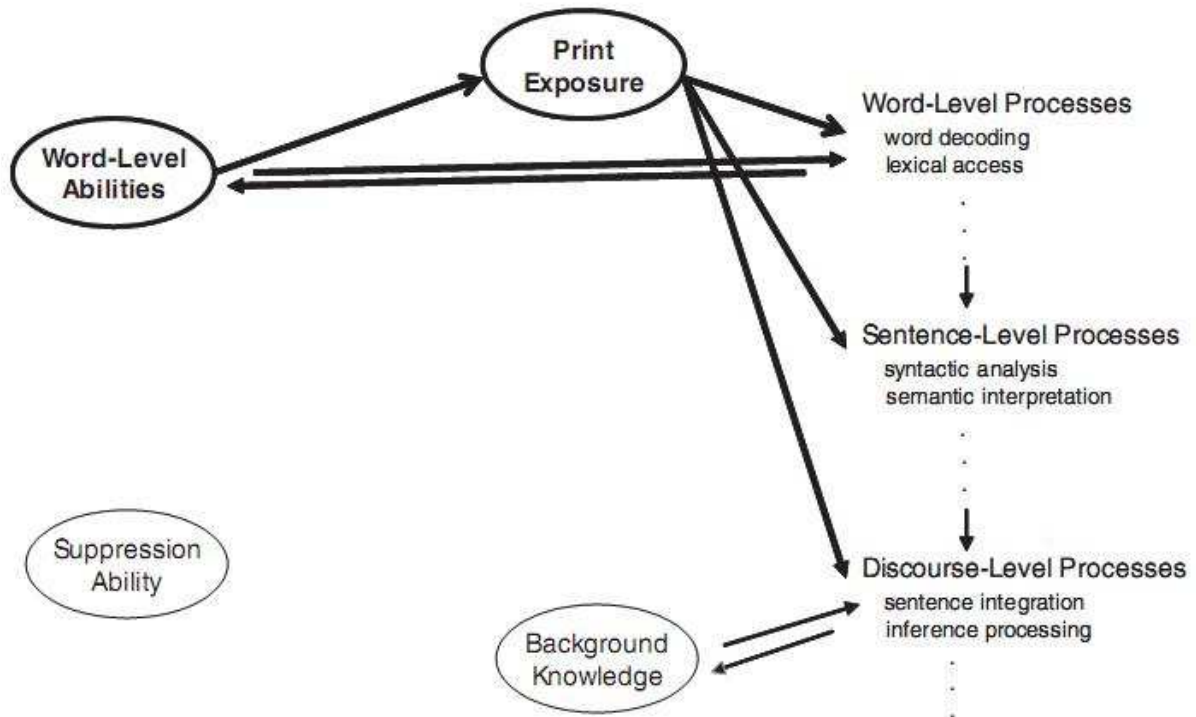 Print
Exposure
Word-Level Processes
word decoding
lexical access
Word-Level
Abilities
Sentence-Level Processes
syntactic analysis
semantic interpretation
Suppression
Ability
Discourse-Level Processes
sentence integration
inference processing
Background
Knowledge